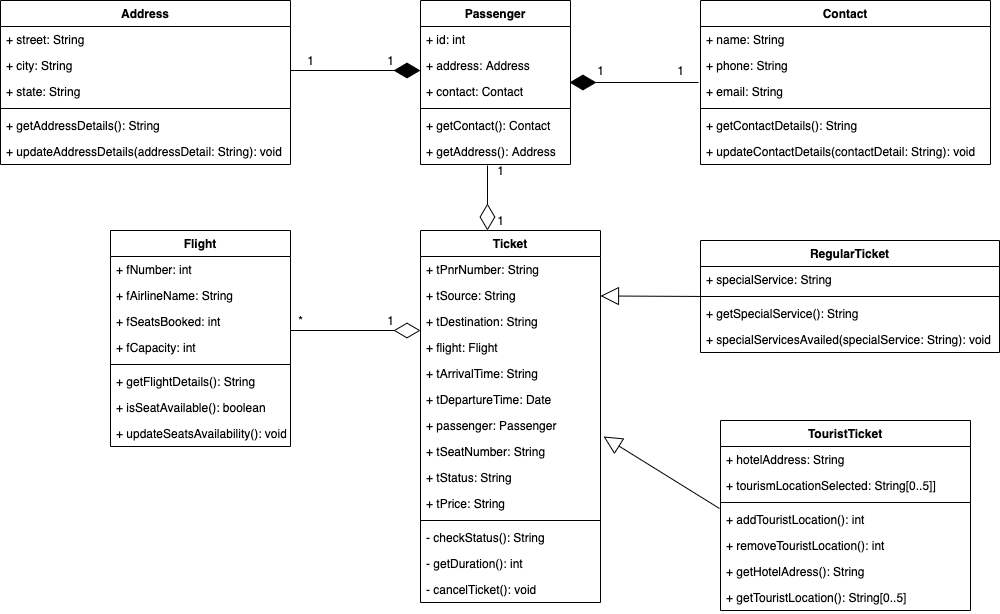 Address
+ street: String
+ city: String
+ state: String
+ getAddressDetails(): String
+ updateAddressDetails(addressDetail: String): void
1
1
Passenger
+ id: int
+ address: Address
+ contact: Contact
+ getContact(): Contact
+ getAddress(): Address
1
1
Contact
+ name: String
+ phone: String
+ email: String
+ getContactDetails(): String
+ updateContactDetails(contactDetail: String): void
1
1
Flight
+ fNumber: int
+ fAirlineName: String
+ fSeatsBooked: int
+ fCapacity: int
+ getFlightDetails(): String
+ isSeatAvailable(): boolean
+ updateSeatsAvailability(): void
*
1
Ticket
+ tPnrNumber: String
+ tSource: String
+ tDestination: String
+ flight: Flight
+ tArrivalTime: String
+ tDepartureTime: Date
+ passenger: Passenger
+ tSeatNumber: String
+ tStatus: String
+ tPrice: String
- checkStatus(): String
- getDuration(): int
- cancelTicket(): void
RegularTicket
+ specialService: String
+ getSpecialService(): String
+ specialServicesAvailed(specialService: String): void
TouristTicket
+ hotelAddress: String
+ tourismLocationSelected: String[0..5]]
+ addTouristLocation(): int
+ removeTouristLocation(): int
+ getHotelAdress(): String
+ getTouristLocation(): String[0..5]